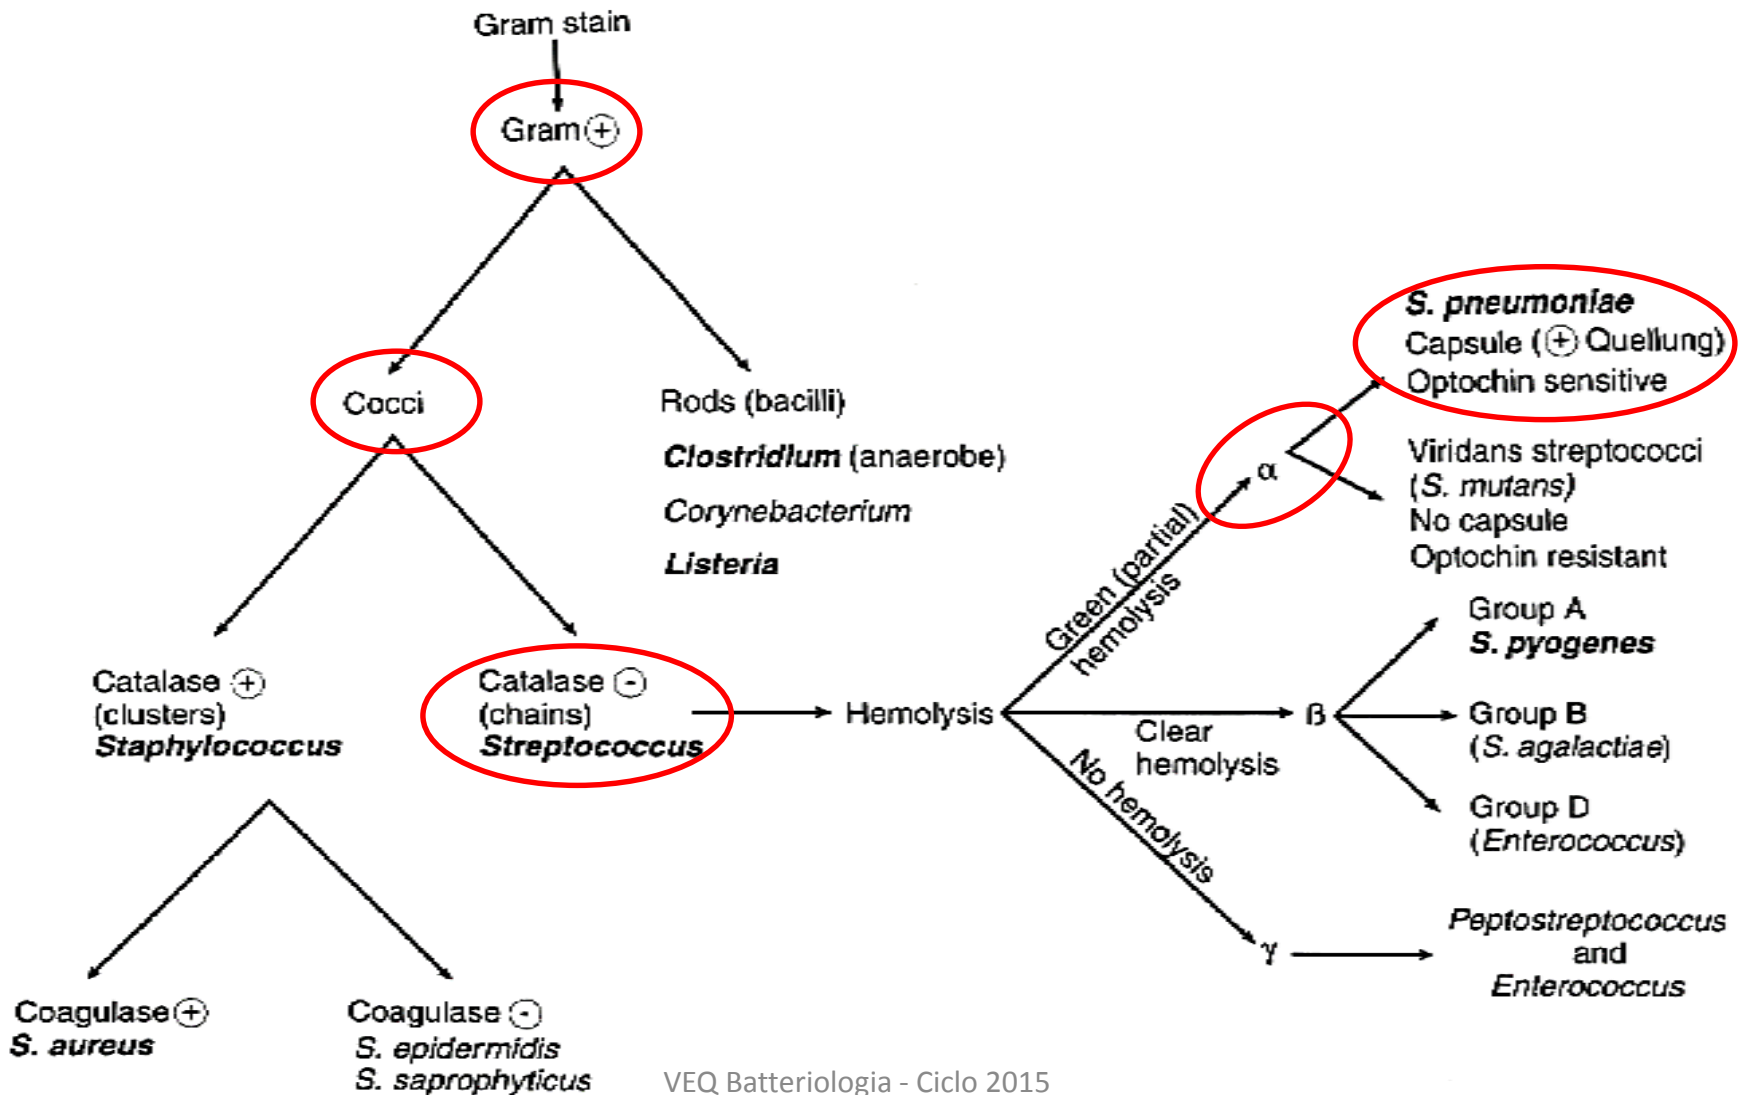 Gram stain
Gram (+)
Cocci
Rods (bacilli)
Clostridium (anaerobe)
Corynebacterium
Listeria
Catalase (+)
(clusters)
Staphylococcus
Catalase (-)
(chains)
Streptococcus
Coagulase (+)
S. aureus
Coagulase (-)
S. epidermidis
S. saprophyticus
Hemolysis
Green (partial)
hemolysis
α
S. pneumoniae
Capsule ((+) Quellung)
Optochin sensitive
Viridans streptococci
(S. mutans)
No capsule
Optochin resistant
Clear
hemolysis
ß
Group A
S. pyogenes
Group B
(S. agalactiae)
Group D
(Enterococcus)
No hemolysis
γ
Peptostreptococcus
and
Enterococcus
VEQ Batteriologia - Ciclo 2015